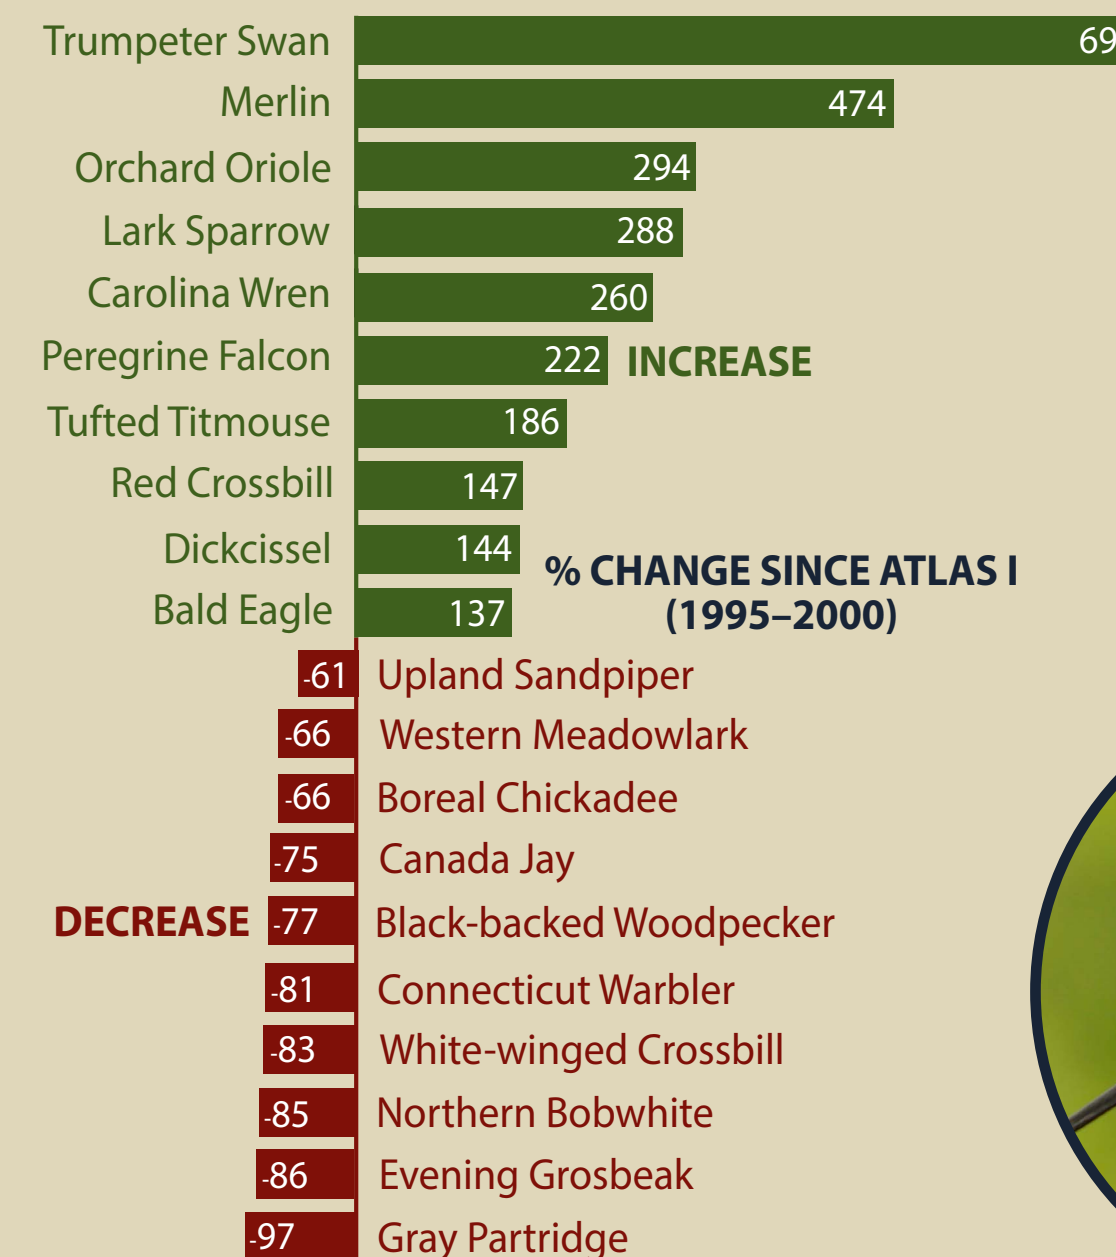 Trumpeter Swan
Merlin 474
Orchard Oriole 294
Lark Sparrow 288
Carolina Wren 260
Peregrine Falcon 222 INCREASE
Tufted Titmouse 186
Red Crossbill 147
Dickcissel 144
% CHANGE SINCE ATLAS I
(1995–2000)
Bald Eagle 137
-61 Upland Sandpiper
-66 Western Meadowlark
-66 Boreal Chickadee
-75 Canada Jay
DECREASE -77 Black-backed Woodpecker
-81 Connecticut Warbler
-83 White-winged Crossbill
-85 Northern Bobwhite
-86 Evening Grosbeak
-97 Gray Partridge